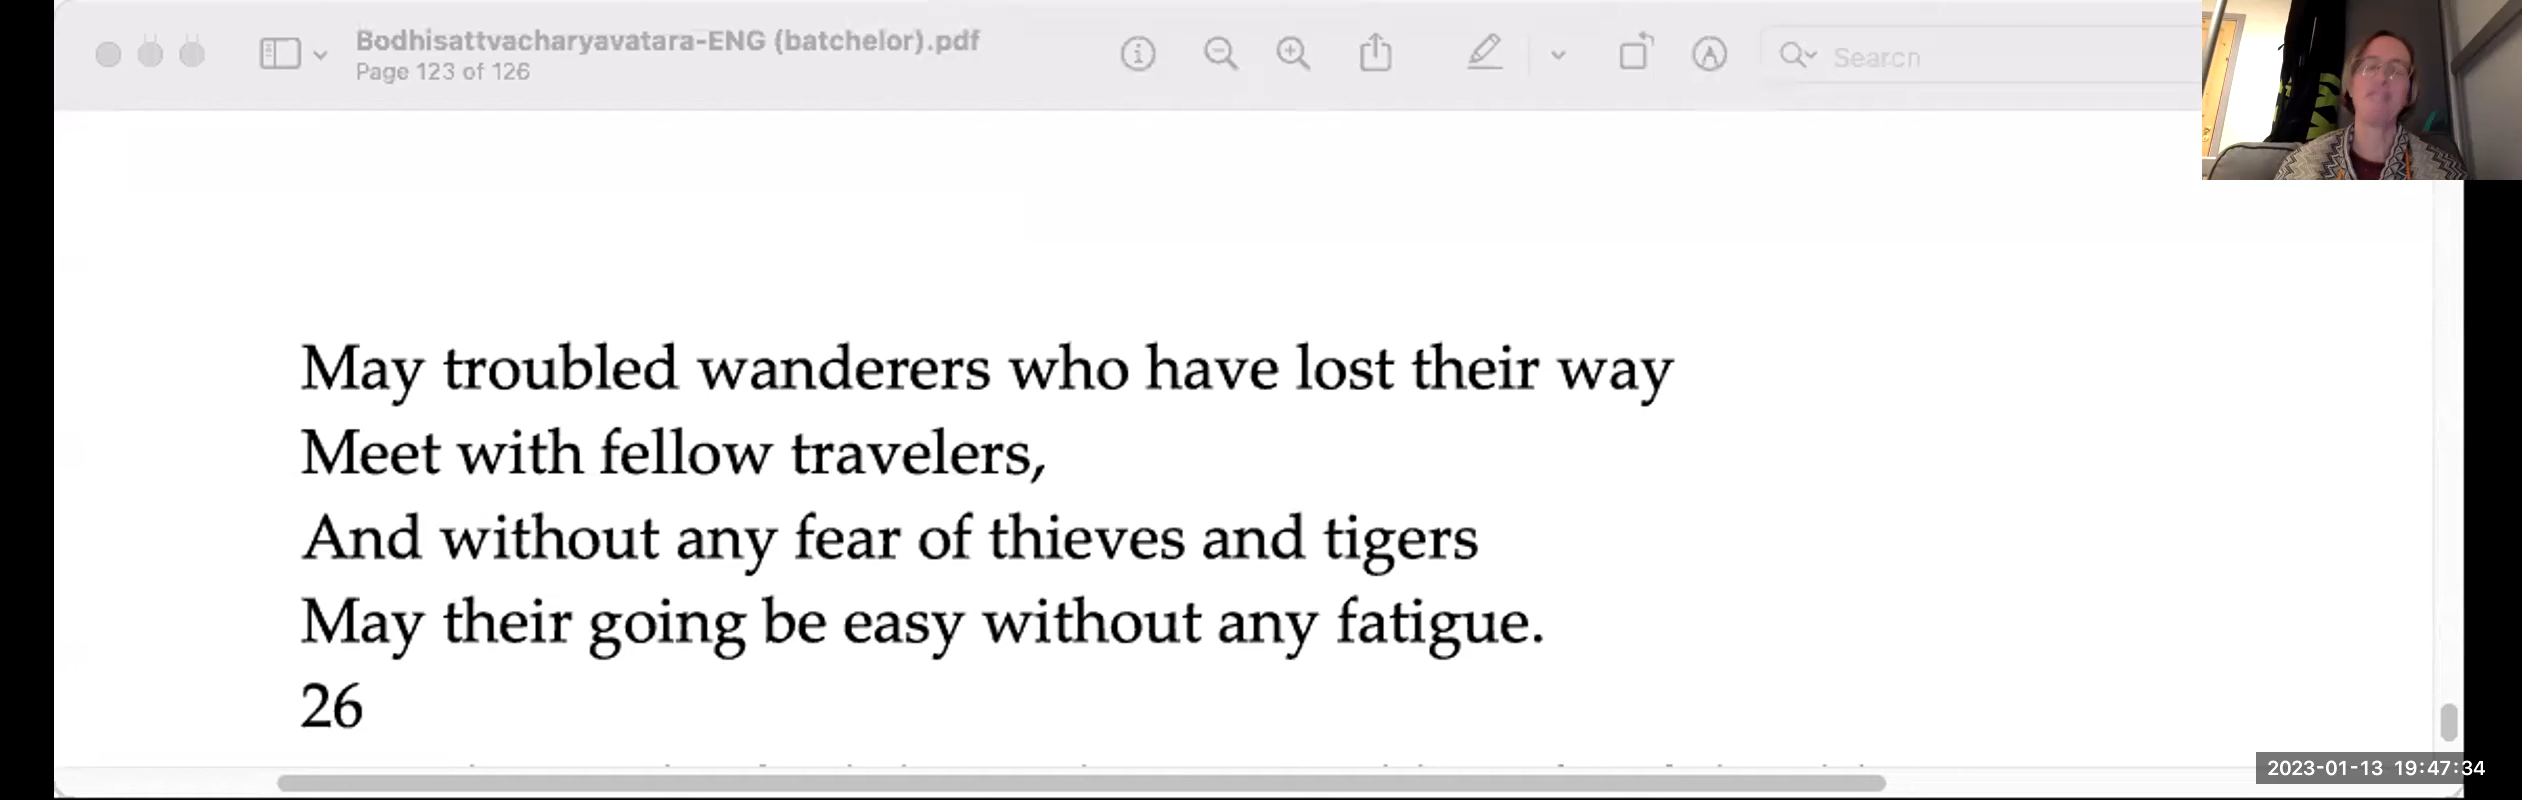 Bodhisattvacharyavatara-ENG (batchelor).pdf
Page 123 of 126
Search
May troubled wanderers who have lost their way
Meet with fellow travelers,
And without any fear of thieves and tigers
May their going be easy without any fatigue.
26
2023-01-13 19:47:34